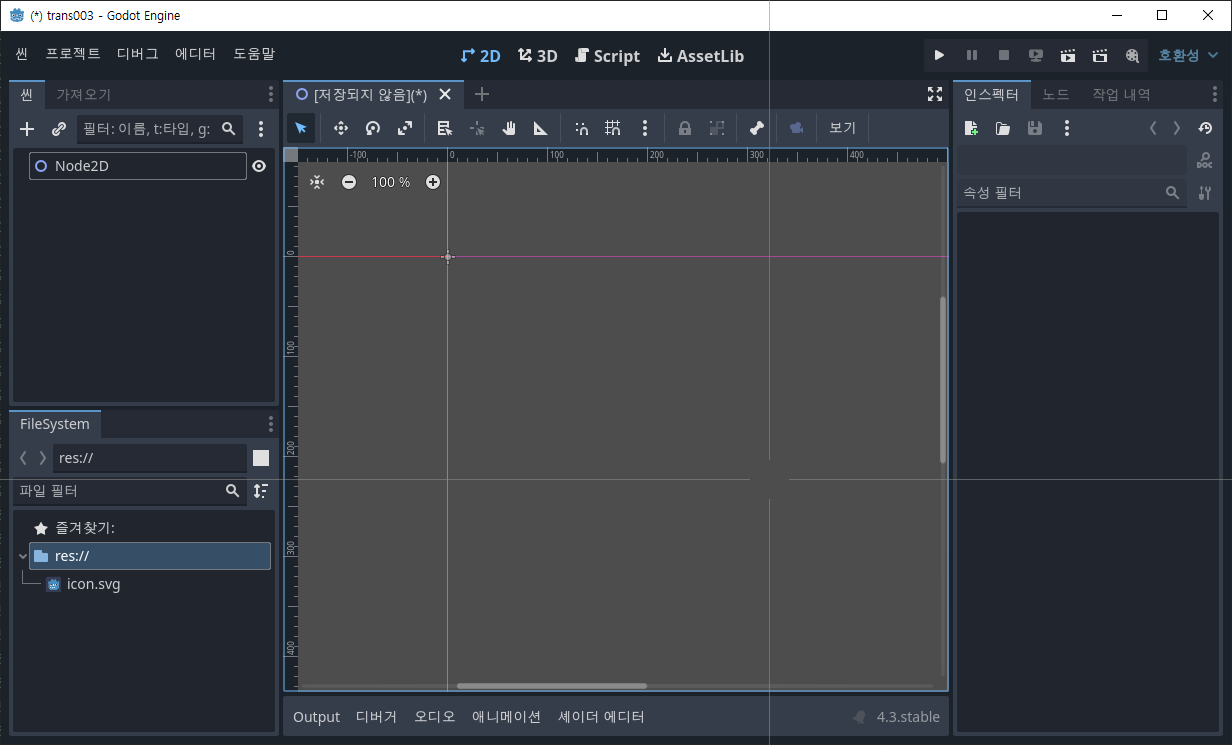 (*) trans003 - Godot Engine
씬 프로젝트 디버그 에디터 도움말
2D 3D Script AssetLib
호환성
씬 가져오기
필터: 이름, t:타입, g:
Node2D
[저장되지 않음](*)
보기
-100 0 100 200 300 400
100 %
0
100
200
300
400
FileSystem
res://
파일 필터
즐겨찾기:
res://
icon.svg
Output 디버거 오디오 애니메이션 셰이더 에디터
4.3.stable
인스펙터 노드 작업 내역
DOC
속성 필터